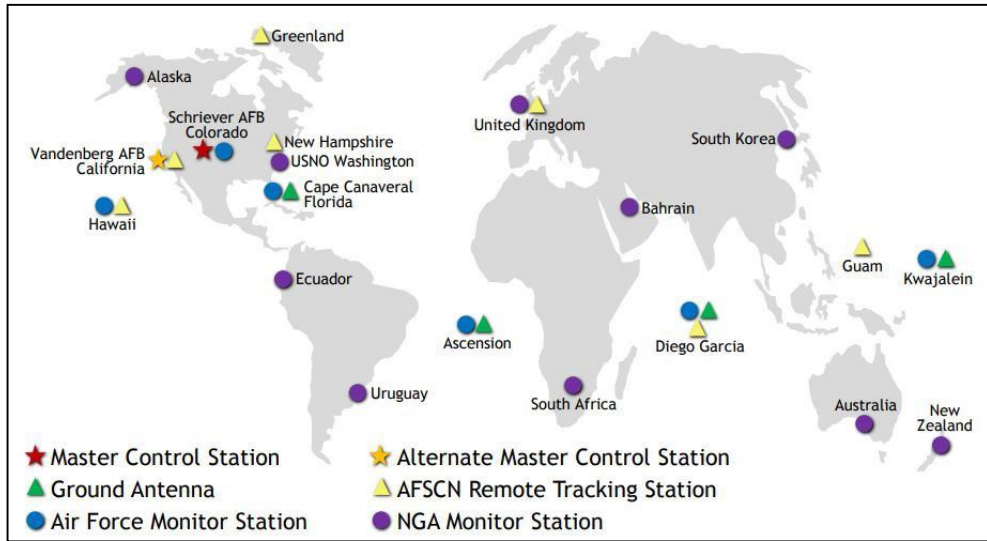 Greenland
Alaska
Schriever AFB
Colorado
New Hampshire
USNO Washington
Vandenberg AFB
California
Cape Canaveral
Florida
Hawaii
United Kingdom
South Korea
Bahrain
Guam
Kwajalein
Ecuador
Ascension
Diego Garcia
Uruguay
South Africa
Australia
New
Zealand
Master Control Station
Alternate Master Control Station
Ground Antenna
AFSCN Remote Tracking Station
Air Force Monitor Station
NGA Monitor Station